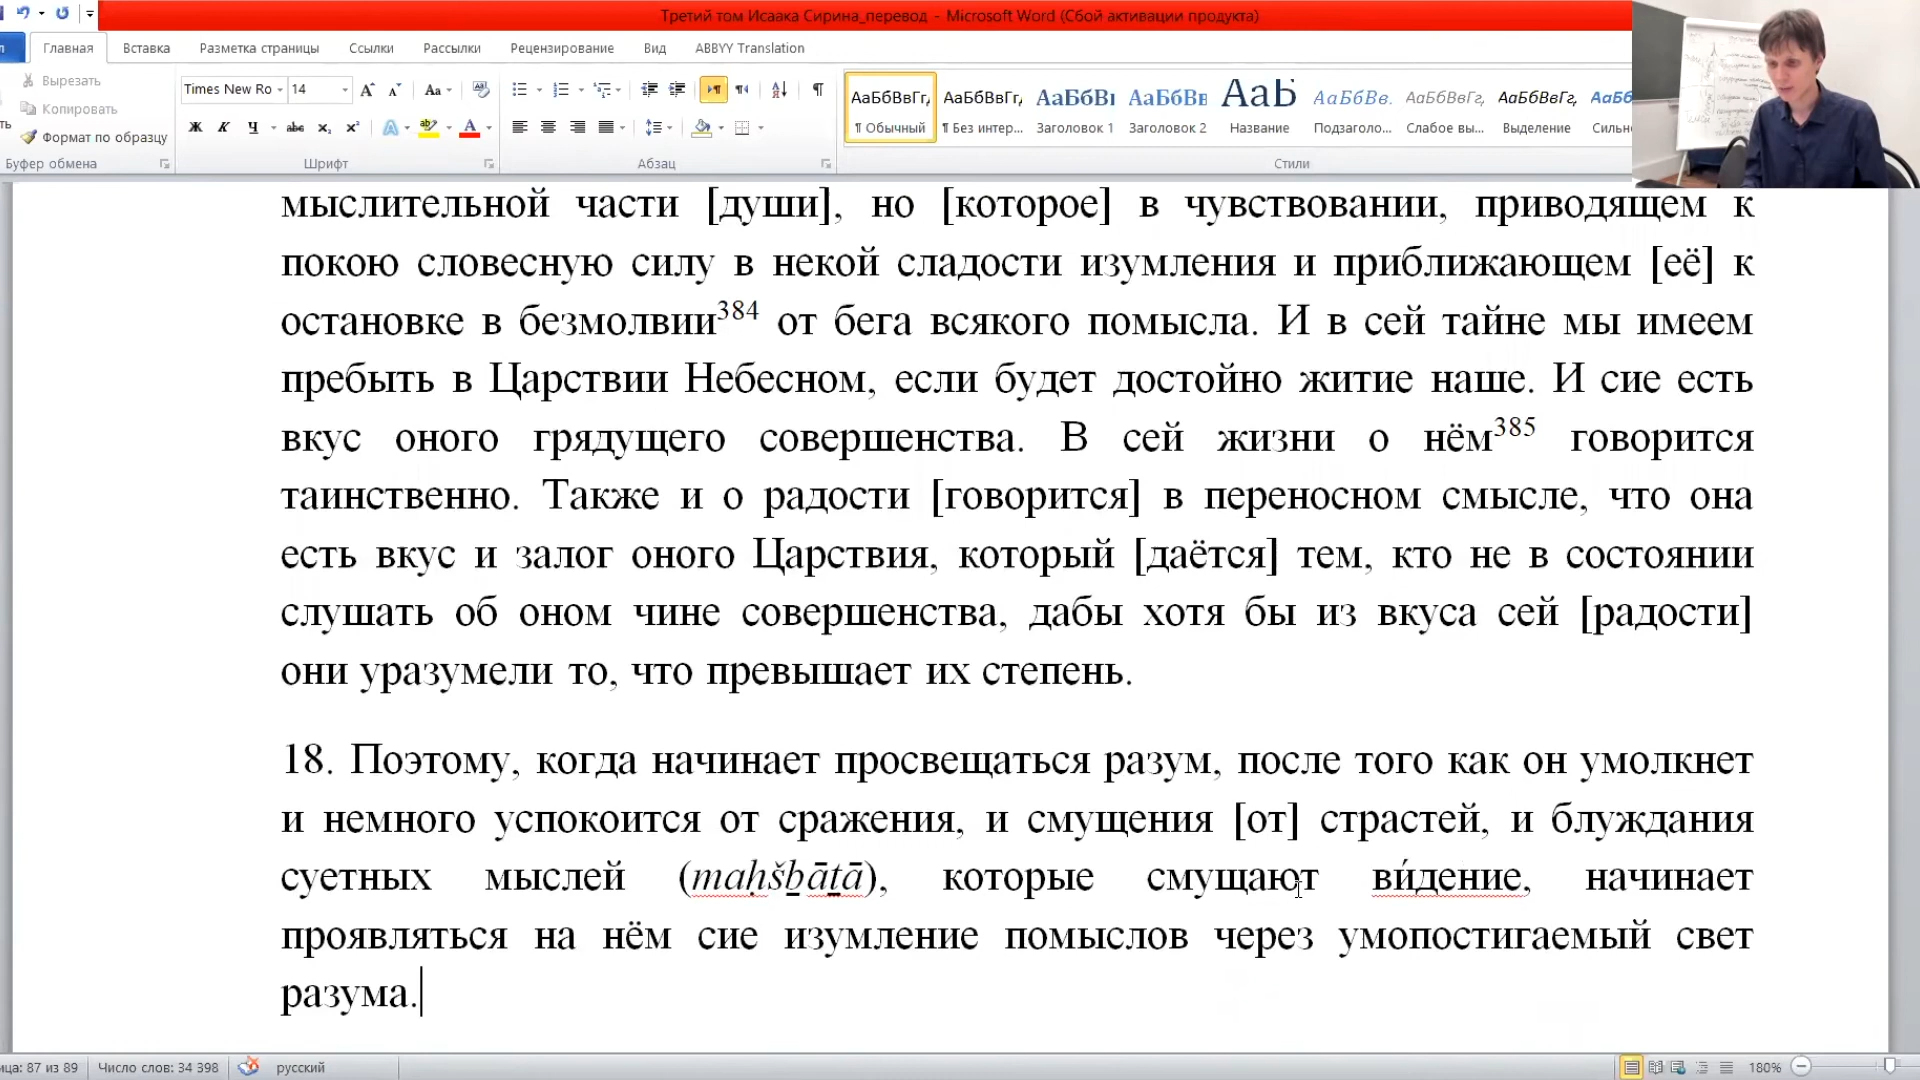 Третий том Исаака Сирина_перевод - Microsoft Word (Сбой активации продукта)
Главная Вставка Разметка страницы Ссылки Рассылки Рецензирование Вид ABBYY Translation
Вырезать
Копировать
Формат по образцу
Буфер обмена
Times New Ro 14
Шрифт
Абзац
АаБбВвГг, АаБбВвГг, АаБбВı АаБбВв АаБ АаБбВв. АаБбВвГг, АаБбВвГг, АаБбВ
¶ Обычный ¶ Без интер... Заголовок 1 Заголовок 2 Название Подзаголо... Слабое вы... Выделение Сильн
Стили
мыслительной части [души], но [которое] в чувствовании, приводящем к
покою словесную силу в некой сладости изумления и приближающем [её] к
остановке в безмолвии384 от бега всякого помысла. И в сей тайне мы имеем
пребыть в Царствии Небесном, если будет достойно житие наше. И сие есть
вкус оного грядущего совершенства. В сей жизни о нём385 говорится
таинственно. Также и о радости [говорится] в переносном смысле, что она
есть вкус и залог оного Царствия, который [даётся] тем, кто не в состоянии
слушать об оном чине совершенства, дабы хотя бы из вкуса сей [радости]
они уразумели то, что превышает их степень.
18. Поэтому, когда начинает просвещаться разум, после того как он умолкнет
и немного успокоится от сражения, и смущения [от] страстей, и блуждания
суетных мыслей (maḥšḇāṯā), которые смущают ви́дение, начинает
проявляться на нём сие изумление помыслов через умопостигаемый свет
разума.
ица: 87 из 89 Число слов: 34 398 русский 180%